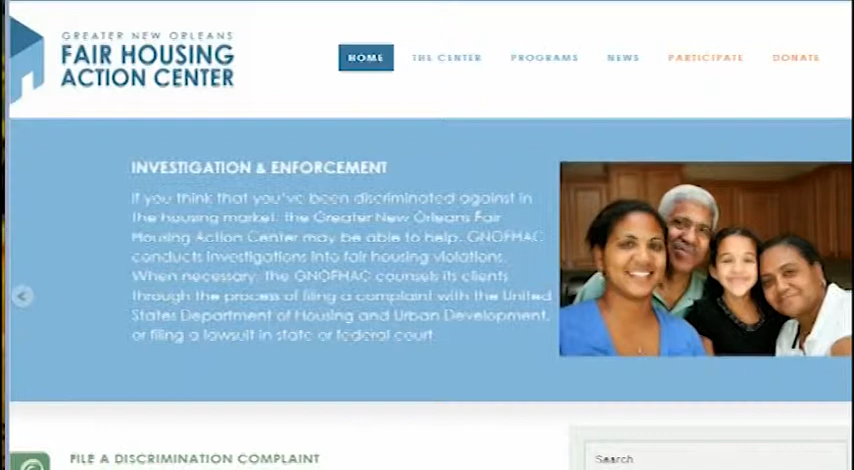 GREATER NEW ORLEANS
FAIR HOUSING
ACTION CENTER
HOME THE CENTER PROGRAMS NEWS PARTICIPATE DONATE
INVESTIGATION & ENFORCEMENT
If you think that you've been discriminated against in
the housing market, the Greater New Orleans Fair
Housing Action Center may be able to help. GNOFHAC
conducts investigations into fair housing violations.
When necessary, the GNOFHAC counsels its clients
through the process of filing a complaint with the United
States Department of Housing and Urban Development,
or filing a lawsuit in state or federal court.
FILE A DISCRIMINATION COMPLAINT
Search